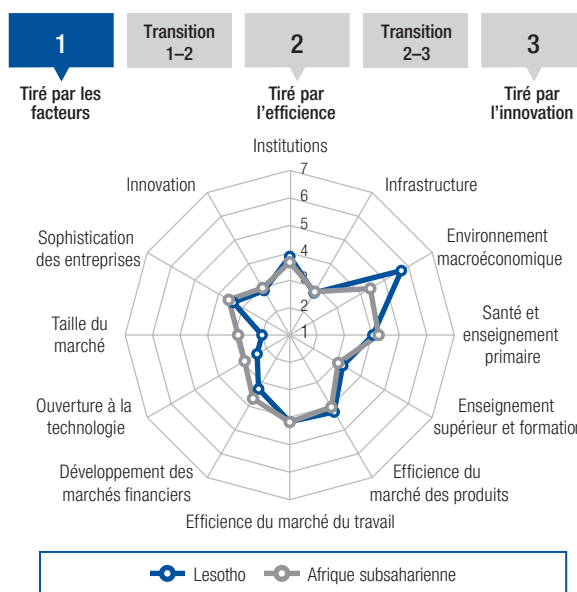 1
Transition
1–2
2
Transition
2–3
3
Tiré par les
facteurs
Tiré par
l'efficience
Tiré par
l'innovation
Institutions
7
6
5
4
3
2
1
Infrastructure
Environnement
macroéconomique
Santé et
enseignement
primaire
Enseignement
supérieur et formation
Efficience du
marché des produits
Efficience du marché du travail
Développement des
marchés financiers
Ouverture à la
technologie
Taille du
marché
Sophistication
des entreprises
Innovation
Lesotho
Afrique subsaharienne